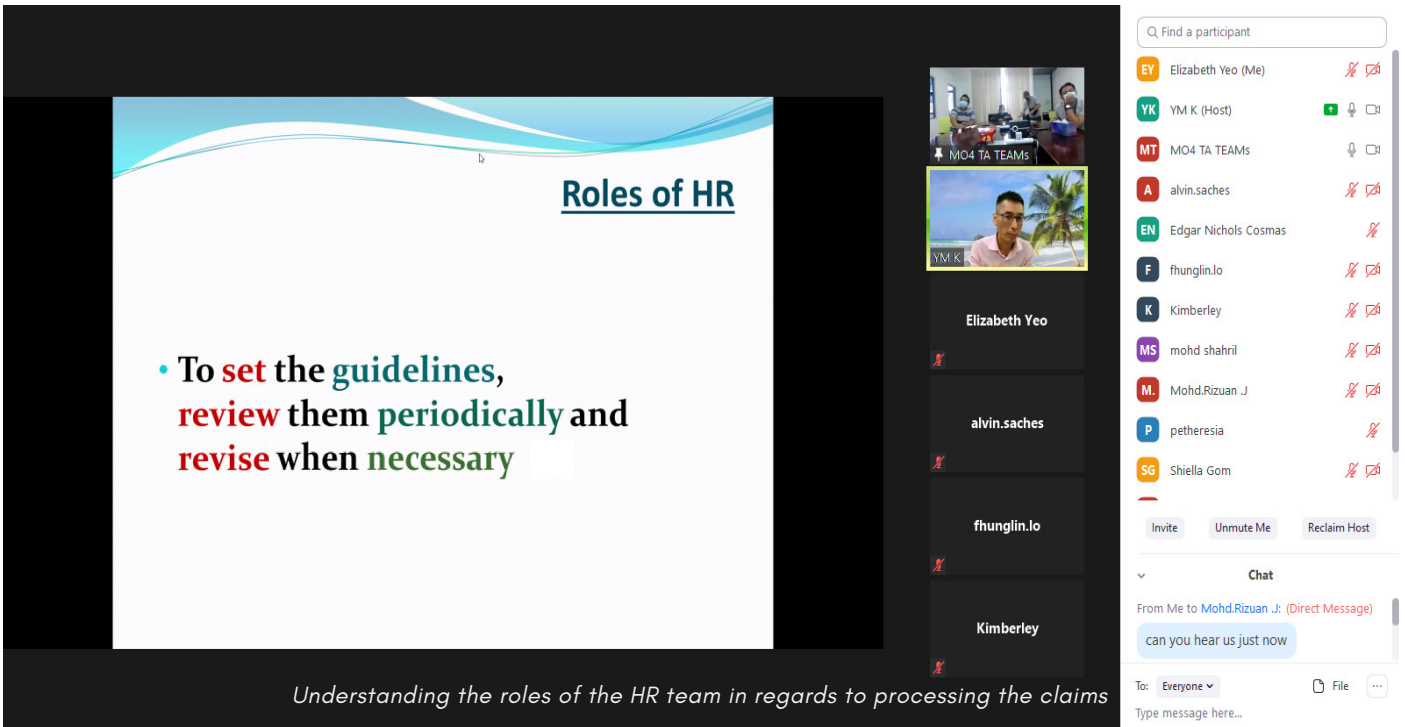 Roles of HR
• To set the guidelines,
review them periodically and
revise when necessary
MO4 TA TEAMs
YM K
Elizabeth Yeo
alvin.saches
fhunglin.lo
Kimberley
Understanding the roles of the HR team in regards to processing the claims
Find a participant
EY Elizabeth Yeo (Me)
YK YM K (Host)
MT MO4 TA TEAMs
A alvin.saches
EN Edgar Nichols Cosmas
F fhunglin.lo
K Kimberley
MS mohd shahril
M. Mohd.Rizuan .J
P petheresia
SG Shiella Gom
Invite Unmute Me Reclaim Host
Chat
From Me to Mohd.Rizuan .J: (Direct Message)
can you hear us just now
To: Everyone File ...
Type message here...